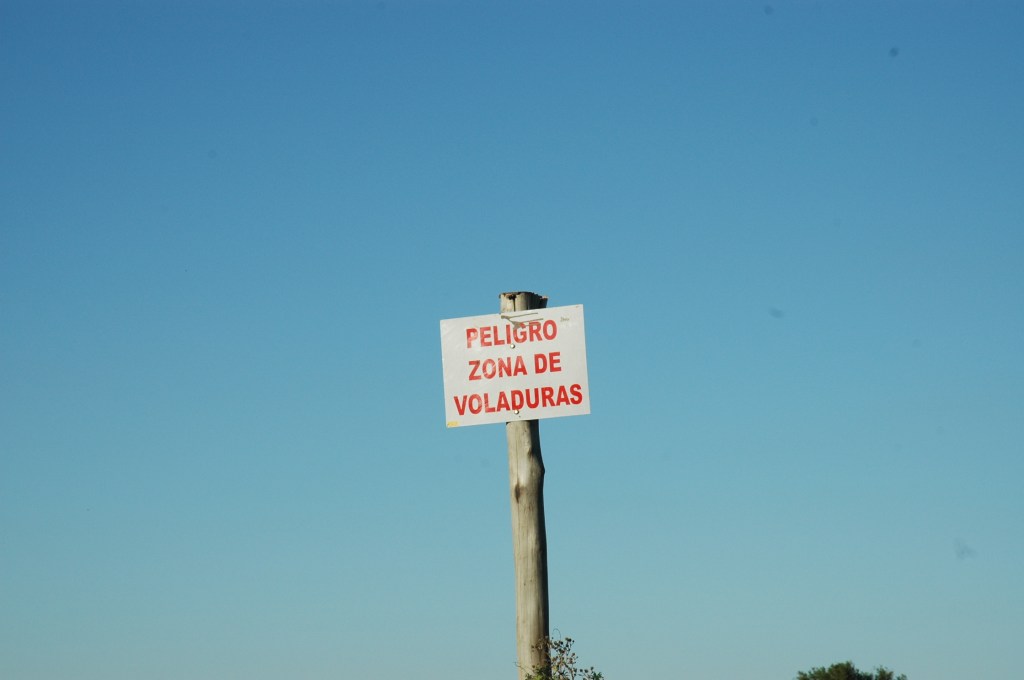 PELIGRO
ZONA DE
VOLADURAS